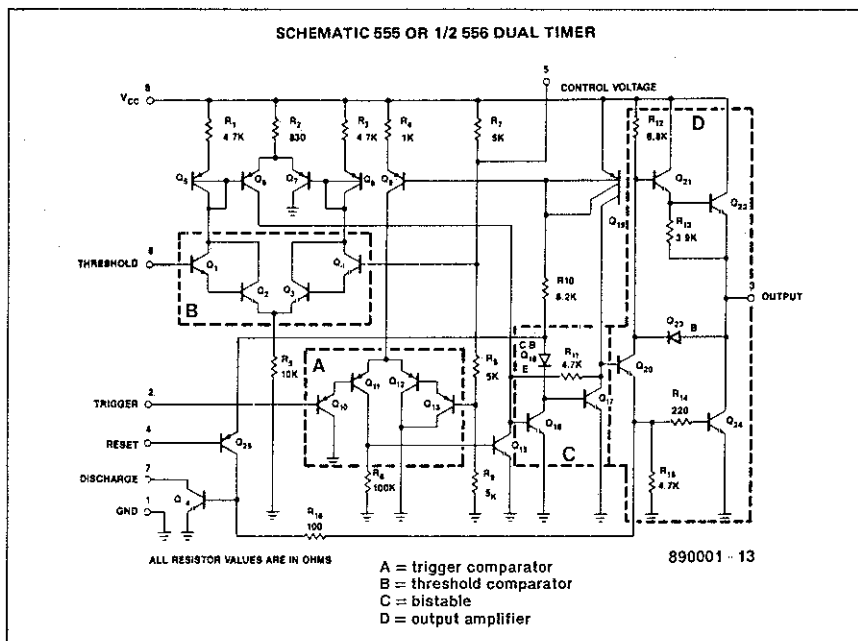 SCHEMATIC 555 OR 1/2 556 DUAL TIMER
5
CONTROL VOLTAGE
8
VCC
R1
4.7K
R2
830
R3
4.7K
R4
1K
R7
5K
R12
6.8K
D
Q5
Q6
Q7
Q8
Q9
Q19
Q21
Q22
R13
3.9K
6
THRESHOLD
Q1
Q2
Q3
Q4
B
R10
8.2K
3
OUTPUT
Q23
B
C B
Q18
E
R11
4.7K
Q20
R5
10K
A
R8
5K
Q11
Q12
Q10
Q13
2
TRIGGER
R14
220
Q24
Q17
4
RESET
Q25
Q15
Q16
C
7
DISCHARGE
R6
100K
R9
5K
R15
4.7K
1
GND
Q
R16
100
ALL RESISTOR VALUES ARE IN OHMS
890001 - 13
A = trigger comparator
B = threshold comparator
C = bistable
D = output amplifier